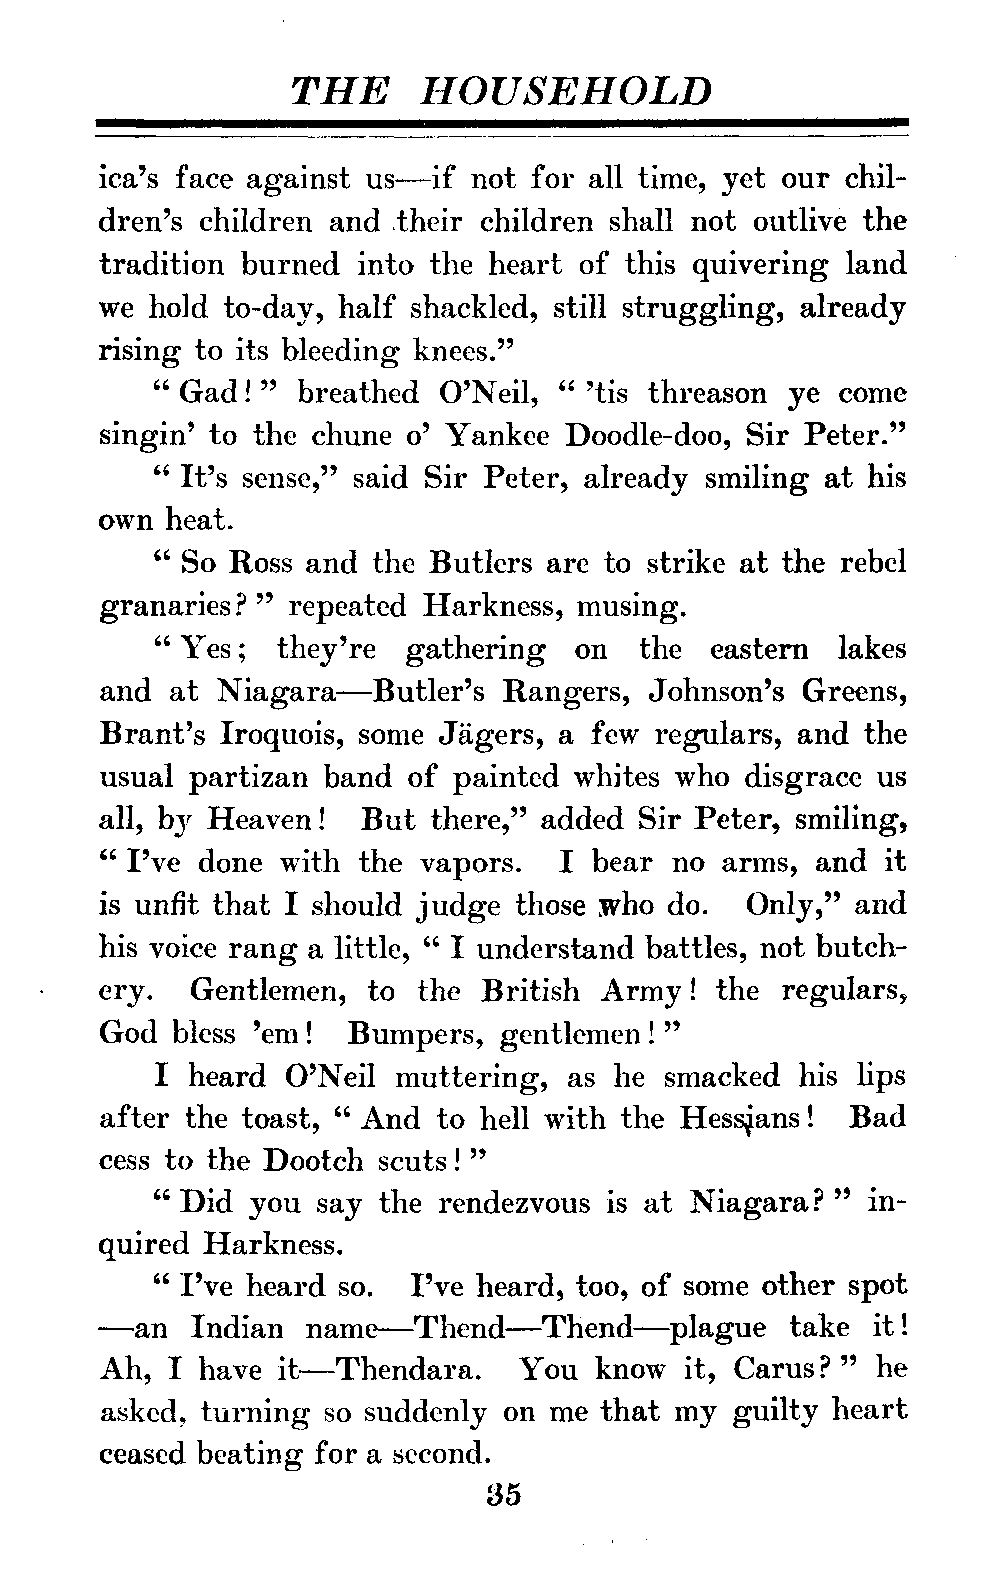 THE HOUSEHOLD
ica's face against us—if not for all time, yet our chil-
dren's children and their children shall not outlive the
tradition burned into the heart of this quivering land
we hold to-day, half shackled, still struggling, already
rising to its bleeding knees."
" Gad! " breathed O'Neil, " 'tis threason ye come
singin' to the chune o' Yankee Doodle-doo, Sir Peter."
" It's sense," said Sir Peter, already smiling at his
own heat.
" So Ross and the Butlers are to strike at the rebel
granaries? " repeated Harkness, musing.
" Yes; they're gathering on the eastern lakes
and at Niagara—Butler's Rangers, Johnson's Greens,
Brant's Iroquois, some Jägers, a few regulars, and the
usual partizan band of painted whites who disgrace us
all, by Heaven! But there," added Sir Peter, smiling,
" I've done with the vapors. I bear no arms, and it
is unfit that I should judge those who do. Only," and
his voice rang a little, " I understand battles, not butch-
ery. Gentlemen, to the British Army! the regulars,
God bless 'em! Bumpers, gentlemen! "
I heard O'Neil muttering, as he smacked his lips
after the toast, " And to hell with the Hessians! Bad
cess to the Dootch scuts! "
" Did you say the rendezvous is at Niagara? " in-
quired Harkness.
" I've heard so. I've heard, too, of some other spot
—an Indian name—Thend—Thend—plague take it!
Ah, I have it—Thendara. You know it, Carus? " he
asked, turning so suddenly on me that my guilty heart
ceased beating for a second.
35